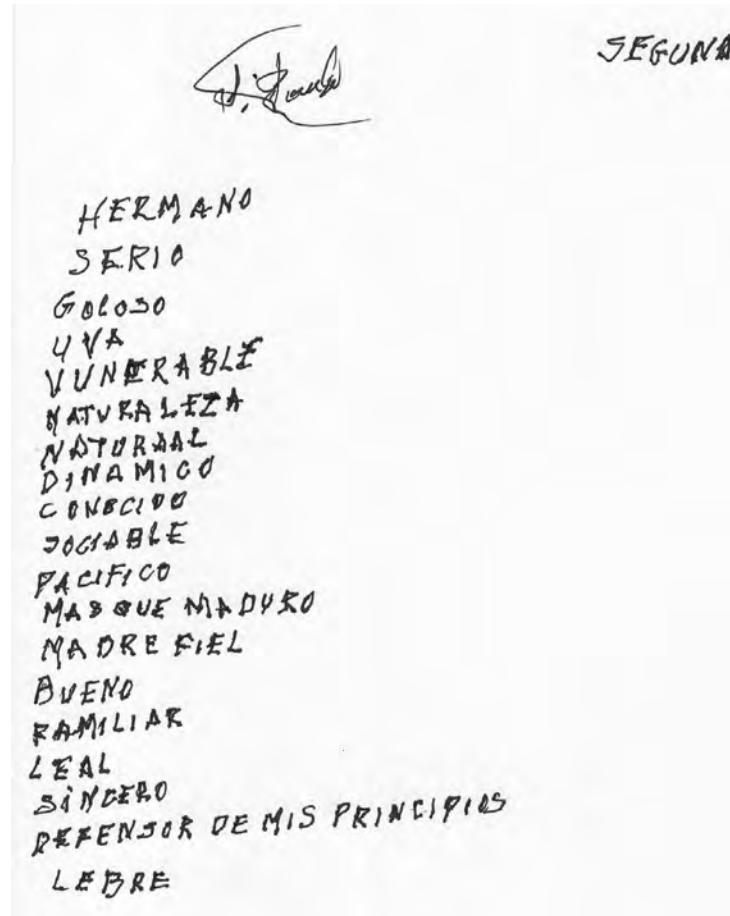 SEGUNA
HERMANO
SERIO
GOLOSO
UVA
VUNERABLE
NATURALEZA
NATURAAL
DINAMICO
CONOCIDO
SOCIABLE
PACIFICO
MAS QUE MADURO
MADRE FIEL
BUENO
FAMILIAR
LEAL
SINCERO
DEFENSOR DE MIS PRINCIPIOS
LEBRE